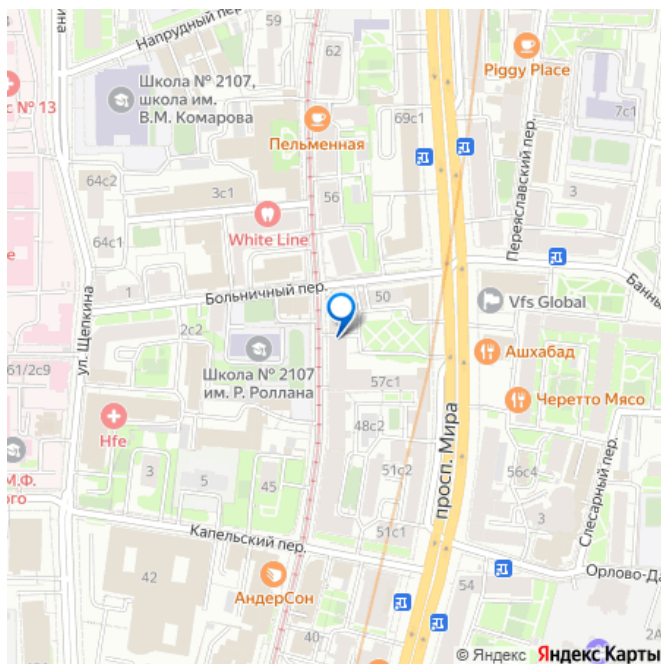 Напрудный пер.
62
Piggy Place
Школа № 2107,
школа им.
В.М. Комарова
с № 13
69с1
7с1
Пельменная
64с2
3с1
56
3
Переяславский пер.
White Line
64с1
Больничный пер.
50
Vfs Global
Банный
ул. Щепкина
2с2
Ашхабад
61/2с9
Школа № 2107
им. Р. Роллана
57с1
Черетто Мясо
Hfe
48с2
просп. Мира
3
5
45
51с2
56с4
Слесарный пер.
М.Ф.
ого
3
Капельский пер.
51с1
42
АндерСон
54
Орлово-Да
40
2А
© Яндекс Яндекс Карты